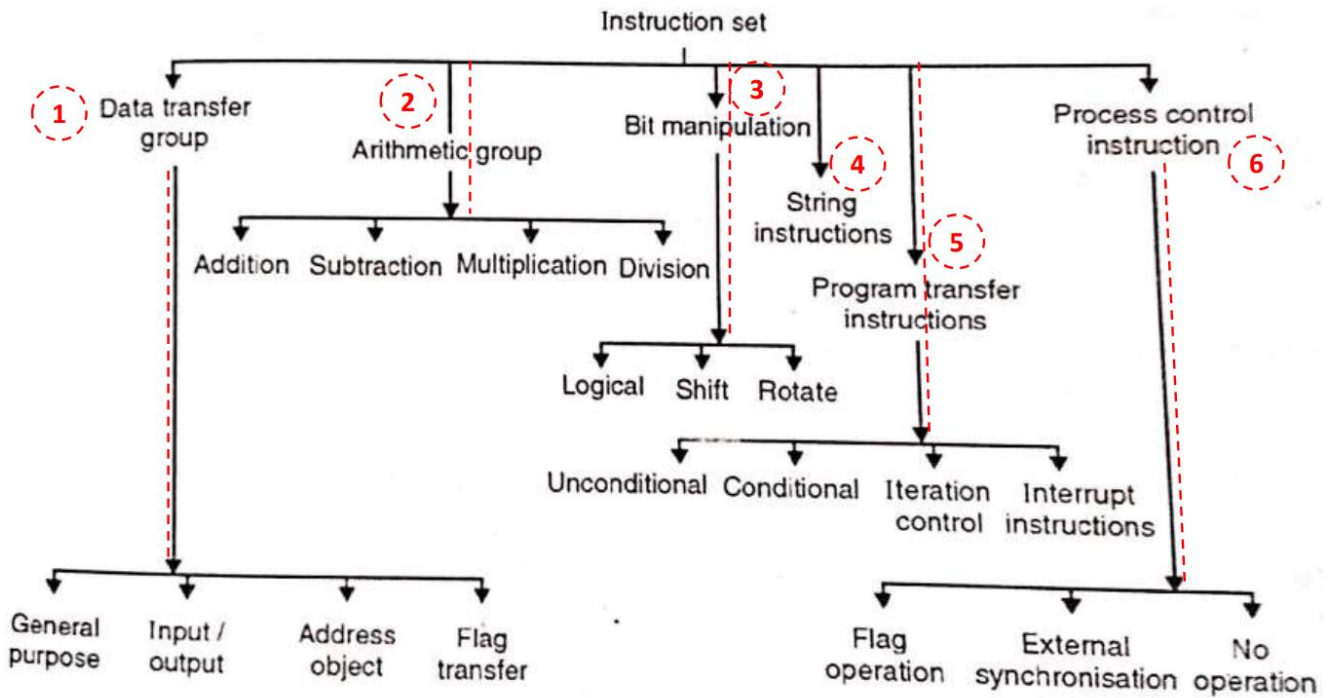 Instruction set
1
Data transfer
group
2
Arithmetic group
3
Bit manipulation
4
String
instructions
5
Program transfer
instructions
Process control
instruction
6
Addition
Subtraction
Multiplication
Division
Logical
Shift
Rotate
Unconditional
Conditional
Iteration
control
Interrupt
instructions
General
purpose
Input /
output
Address
object
Flag
transfer
Flag
operation
External
synchronisation
No
operation